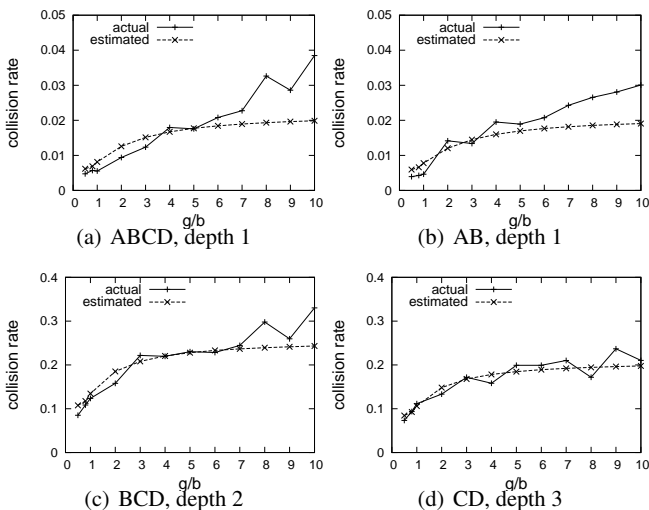 0.05
0.04
0.03
0.02
0.01
0
collision rate
actual
estimated
0 1 2 3 4 5 6 7 8 9 10
g/b
(a) ABCD, depth 1
0.05
0.04
0.03
0.02
0.01
0
collision rate
actual
estimated
0 1 2 3 4 5 6 7 8 9 10
g/b
(b) AB, depth 1
0.4
0.3
0.2
0.1
0
collision rate
actual
estimated
0 1 2 3 4 5 6 7 8 9 10
g/b
(c) BCD, depth 2
0.4
0.3
0.2
0.1
0
collision rate
actual
estimated
0 1 2 3 4 5 6 7 8 9 10
g/b
(d) CD, depth 3